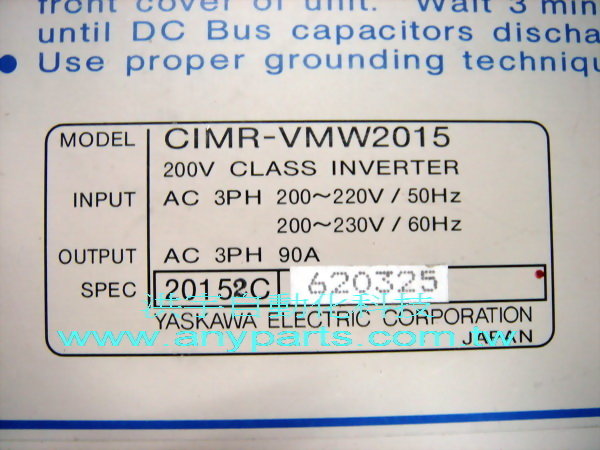 front cover of unit. Wait 3 min
until DC Bus capacitors discha
● Use proper grounding techniqu
MODEL CIMR-VMW2015
200V CLASS INVERTER
INPUT AC 3PH 200~220V / 50Hz
200~230V / 60Hz
OUTPUT AC 3PH 90A
SPEC 20152C 620325
YASKAWA ELECTRIC CORPORATION
JAPAN
www.anyparts.com.tw